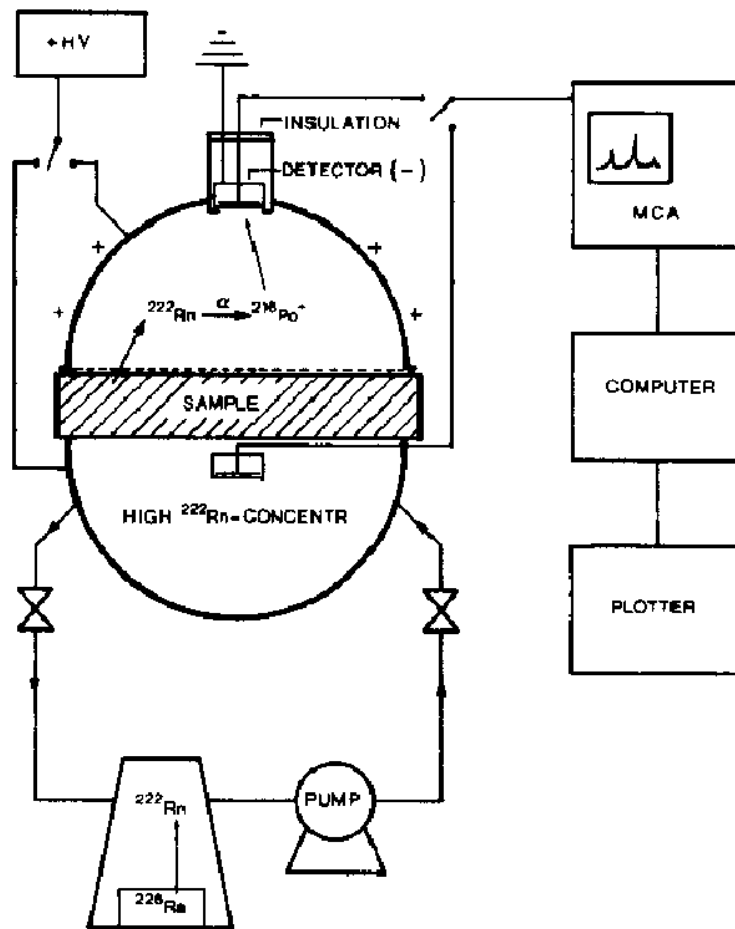 +HV
INSULATION
DETECTOR (-)
MCA
+ +
²²²Rn α→ ²¹⁸Po⁺
+ +
SAMPLE
COMPUTER
HIGH ²²²Rn-CONCENTR
PLOTTER
²²²Rn
PUMP
²²⁶Ra